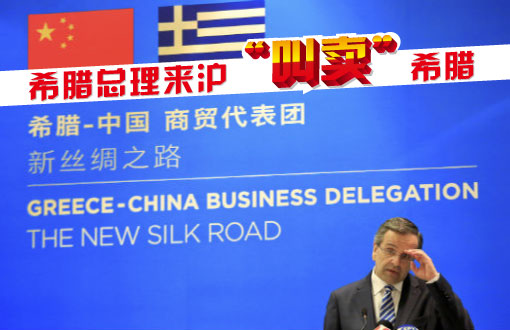 希腊总理来沪“叫卖”希腊
希腊-中国 商贸代表团
新丝绸之路
GREECE-CHINA BUSINESS DELEGATION
THE NEW SILK ROAD